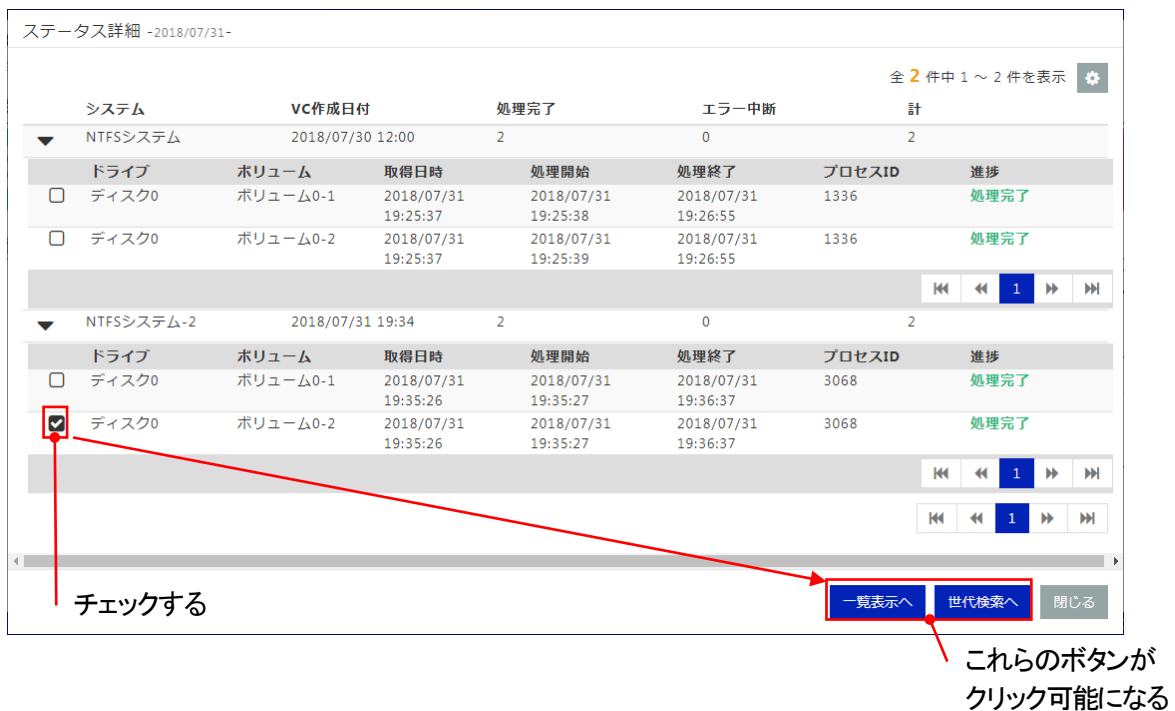 ステータス詳細 -2018/07/31-
全 2 件中 1 ～ 2 件を表示
システム VC作成日付 処理完了 エラー中断 計
NTFSシステム 2018/07/30 12:00 2 0 2
ドライブ ボリューム 取得日時 処理開始 処理終了 プロセスID 進捗
ディスク0 ボリューム0-1 2018/07/31 2018/07/31 2018/07/31 1336 処理完了
19:25:37 19:25:38 19:26:55
ディスク0 ボリューム0-2 2018/07/31 2018/07/31 2018/07/31 1336 処理完了
19:25:37 19:25:39 19:26:55
1
NTFSシステム-2 2018/07/31 19:34 2 0 2
ドライブ ボリューム 取得日時 処理開始 処理終了 プロセスID 進捗
ディスク0 ボリューム0-1 2018/07/31 2018/07/31 2018/07/31 3068 処理完了
19:35:26 19:35:27 19:36:37
ディスク0 ボリューム0-2 2018/07/31 2018/07/31 2018/07/31 3068 処理完了
19:35:26 19:35:27 19:36:37
1
1
チェックする
一覧表示へ 世代検索へ 閉じる
これらのボタンが
クリック可能になる